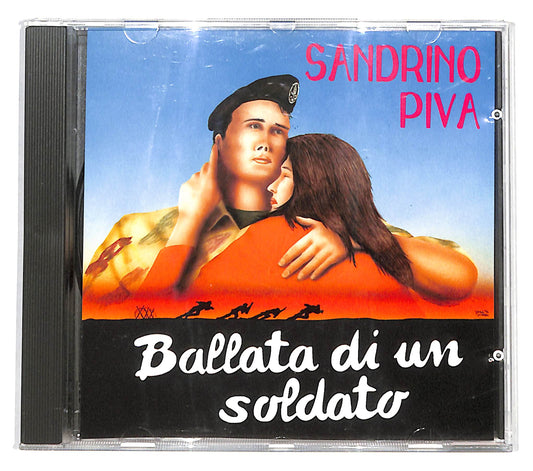 SANDRINO
PIVA
Ballata di un
soldato